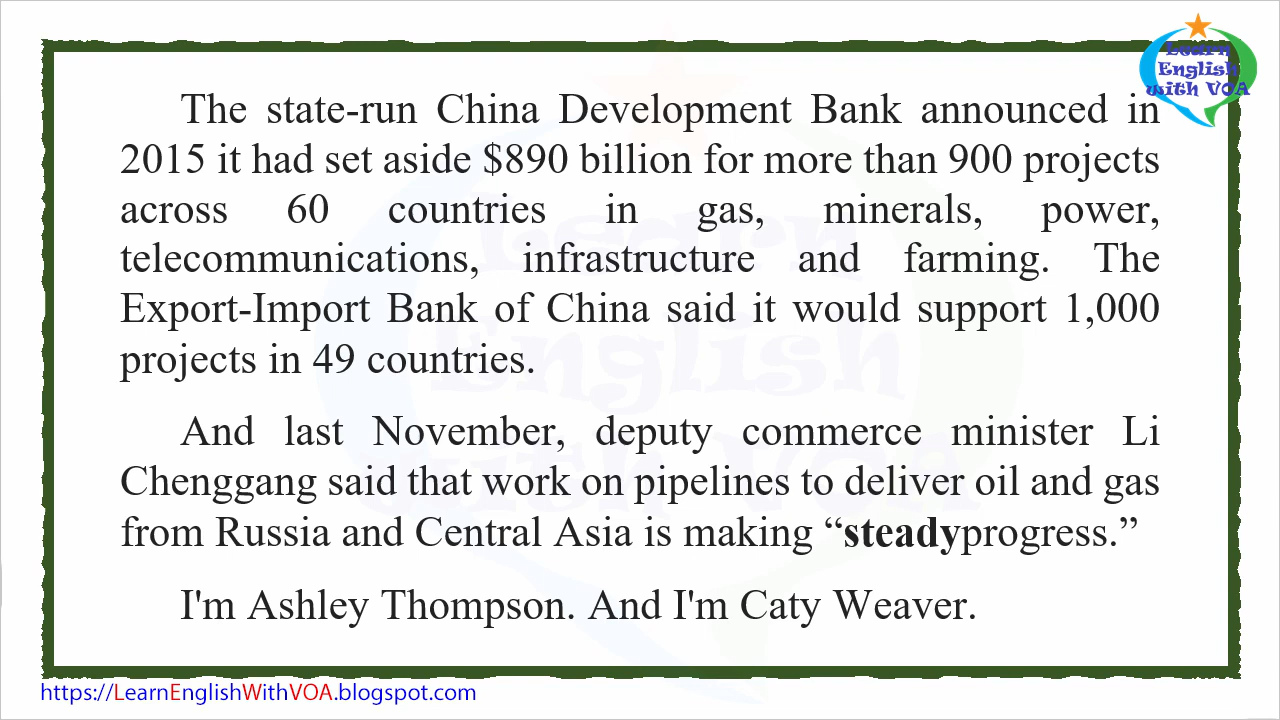 Learn
English
with VOA
The state-run China Development Bank announced in
2015 it had set aside $890 billion for more than 900 projects
across 60 countries in gas, minerals, power,
telecommunications, infrastructure and farming. The
Export-Import Bank of China said it would support 1,000
projects in 49 countries.
And last November, deputy commerce minister Li
Chenggang said that work on pipelines to deliver oil and gas
from Russia and Central Asia is making “steadyprogress.”
I'm Ashley Thompson. And I'm Caty Weaver.
https://LearnEnglishWithVOA.blogspot.com